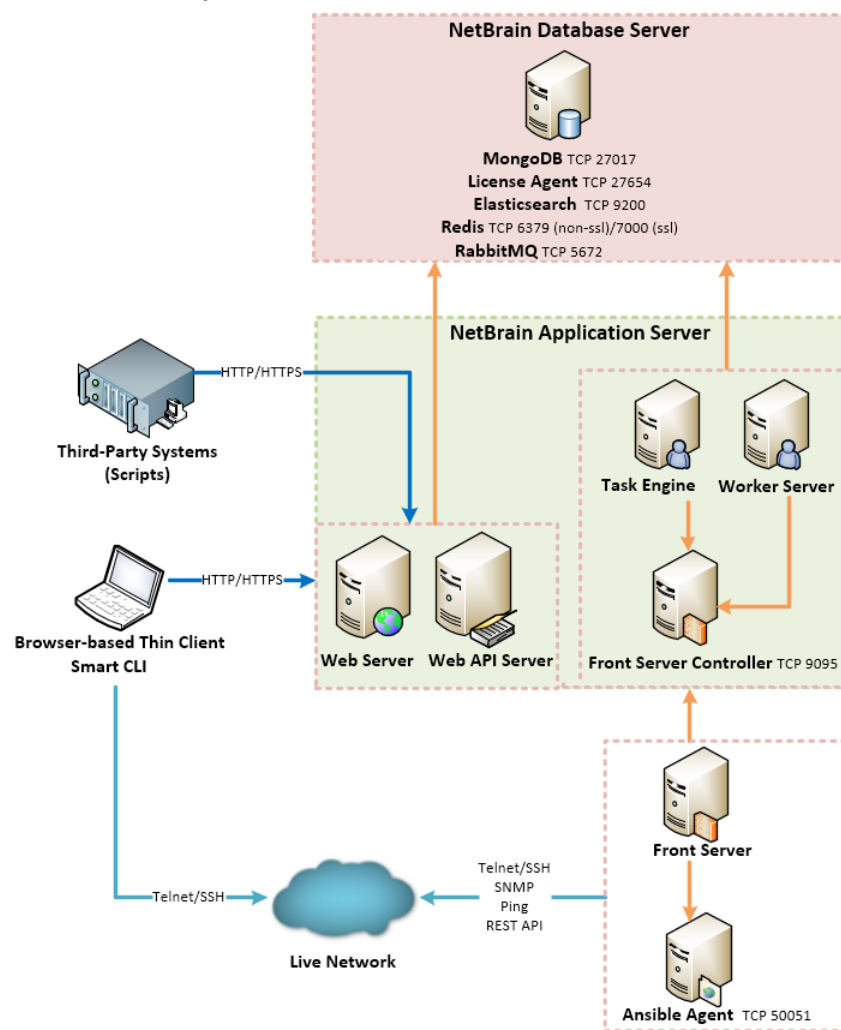 NetBrain Database Server
MongoDB TCP 27017
License Agent TCP 27654
Elasticsearch TCP 9200
Redis TCP 6379 (non-ssl)/7000 (ssl)
RabbitMQ TCP 5672
NetBrain Application Server
HTTP/HTTPS
Third-Party Systems
(Scripts)
Task Engine
Worker Server
HTTP/HTTPS
Browser-based Thin Client
Smart CLI
Web Server
Web API Server
Front Server Controller TCP 9095
Front Server
Telnet/SSH
Telnet/SSH
SNMP
Ping
REST API
Live Network
Ansible Agent TCP 50051